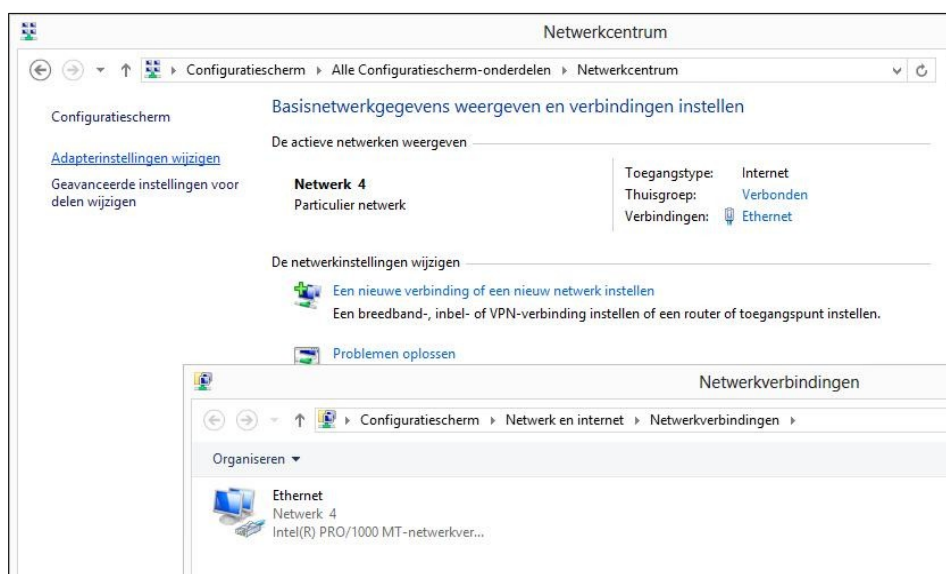 Netwerkcentrum
Configuratiescherm Alle Configuratiescherm-onderdelen Netwerkcentrum
Configuratiescherm
Adapterinstellingen wijzigen
Geavanceerde instellingen voor
delen wijzigen
Basisnetwerkgegevens weergeven en verbindingen instellen
De actieve netwerken weergeven
Netwerk 4
Particulier netwerk
Toegangstype: Internet
Thuisgroep: Verbonden
Verbindingen: Ethernet
De netwerkinstellingen wijzigen
Een nieuwe verbinding of een nieuw netwerk instellen
Een breedband-, inbel- of VPN-verbinding instellen of een router of toegangspunt instellen.
Problemen oplossen
Netwerkverbindingen
Configuratiescherm Netwerk en internet Netwerkverbindingen
Organiseren
Ethernet
Netwerk 4
Intel(R) PRO/1000 MT-netwerkver...